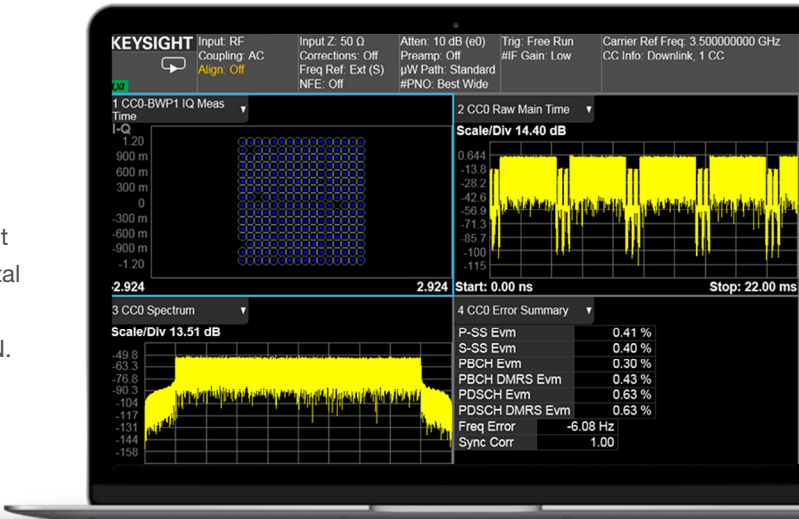 KEYSIGHT
LXI
Input: RF
Coupling: AC
Align: Off
Input Z: 50 Ω
Corrections: Off
Freq Ref: Ext (S)
NFE: Off
Atten: 10 dB (e0)
Preamp: Off
µW Path: Standard
#PNO: Best Wide
Trig: Free Run
#IF Gain: Low
Carrier Ref Freq: 3.500000000 GHz
CC Info: Downlink, 1 CC
1 CC0-BWP1 IQ Meas
Time
I-Q
1.20
900 m
600 m
300 m
0
-300 m
-600 m
-900 m
-1.20
-2.924
2.924
2 CC0 Raw Main Time
Scale/Div 14.40 dB
0.644
-13.8
-28.2
-42.6
-56.9
-71.3
-85.7
-100
-115
Start: 0.00 ns
Stop: 22.00 ms
3 CC0 Spectrum
Scale/Div 13.51 dB
-49.8
-63.3
-76.8
-90.3
-104
-117
-131
-144
-158
4 CC0 Error Summary
P-SS Evm 0.41 %
S-SS Evm 0.40 %
PBCH Evm 0.30 %
PBCH DMRS Evm 0.43 %
PDSCH Evm 0.63 %
PDSCH DMRS Evm 0.63 %
Freq Error -6.08 Hz
Sync Corr 1.00